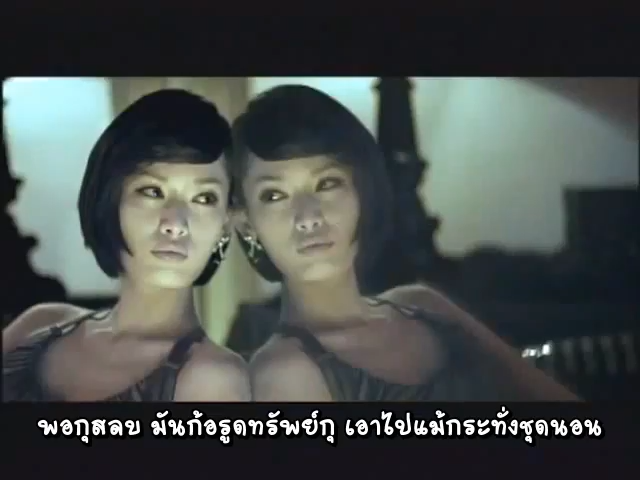 พอกุสลบ มันก้อรูดทรัพย์กุ เอาไปแม้กระทั่งชุดนอน